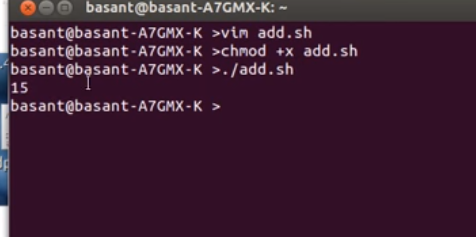 basant@basant-A7GMX-K: ~
basant@basant-A7GMX-K >vim add.sh
basant@basant-A7GMX-K >chmod +x add.sh
basant@basant-A7GMX-K >./add.sh
15
basant@basant-A7GMX-K >